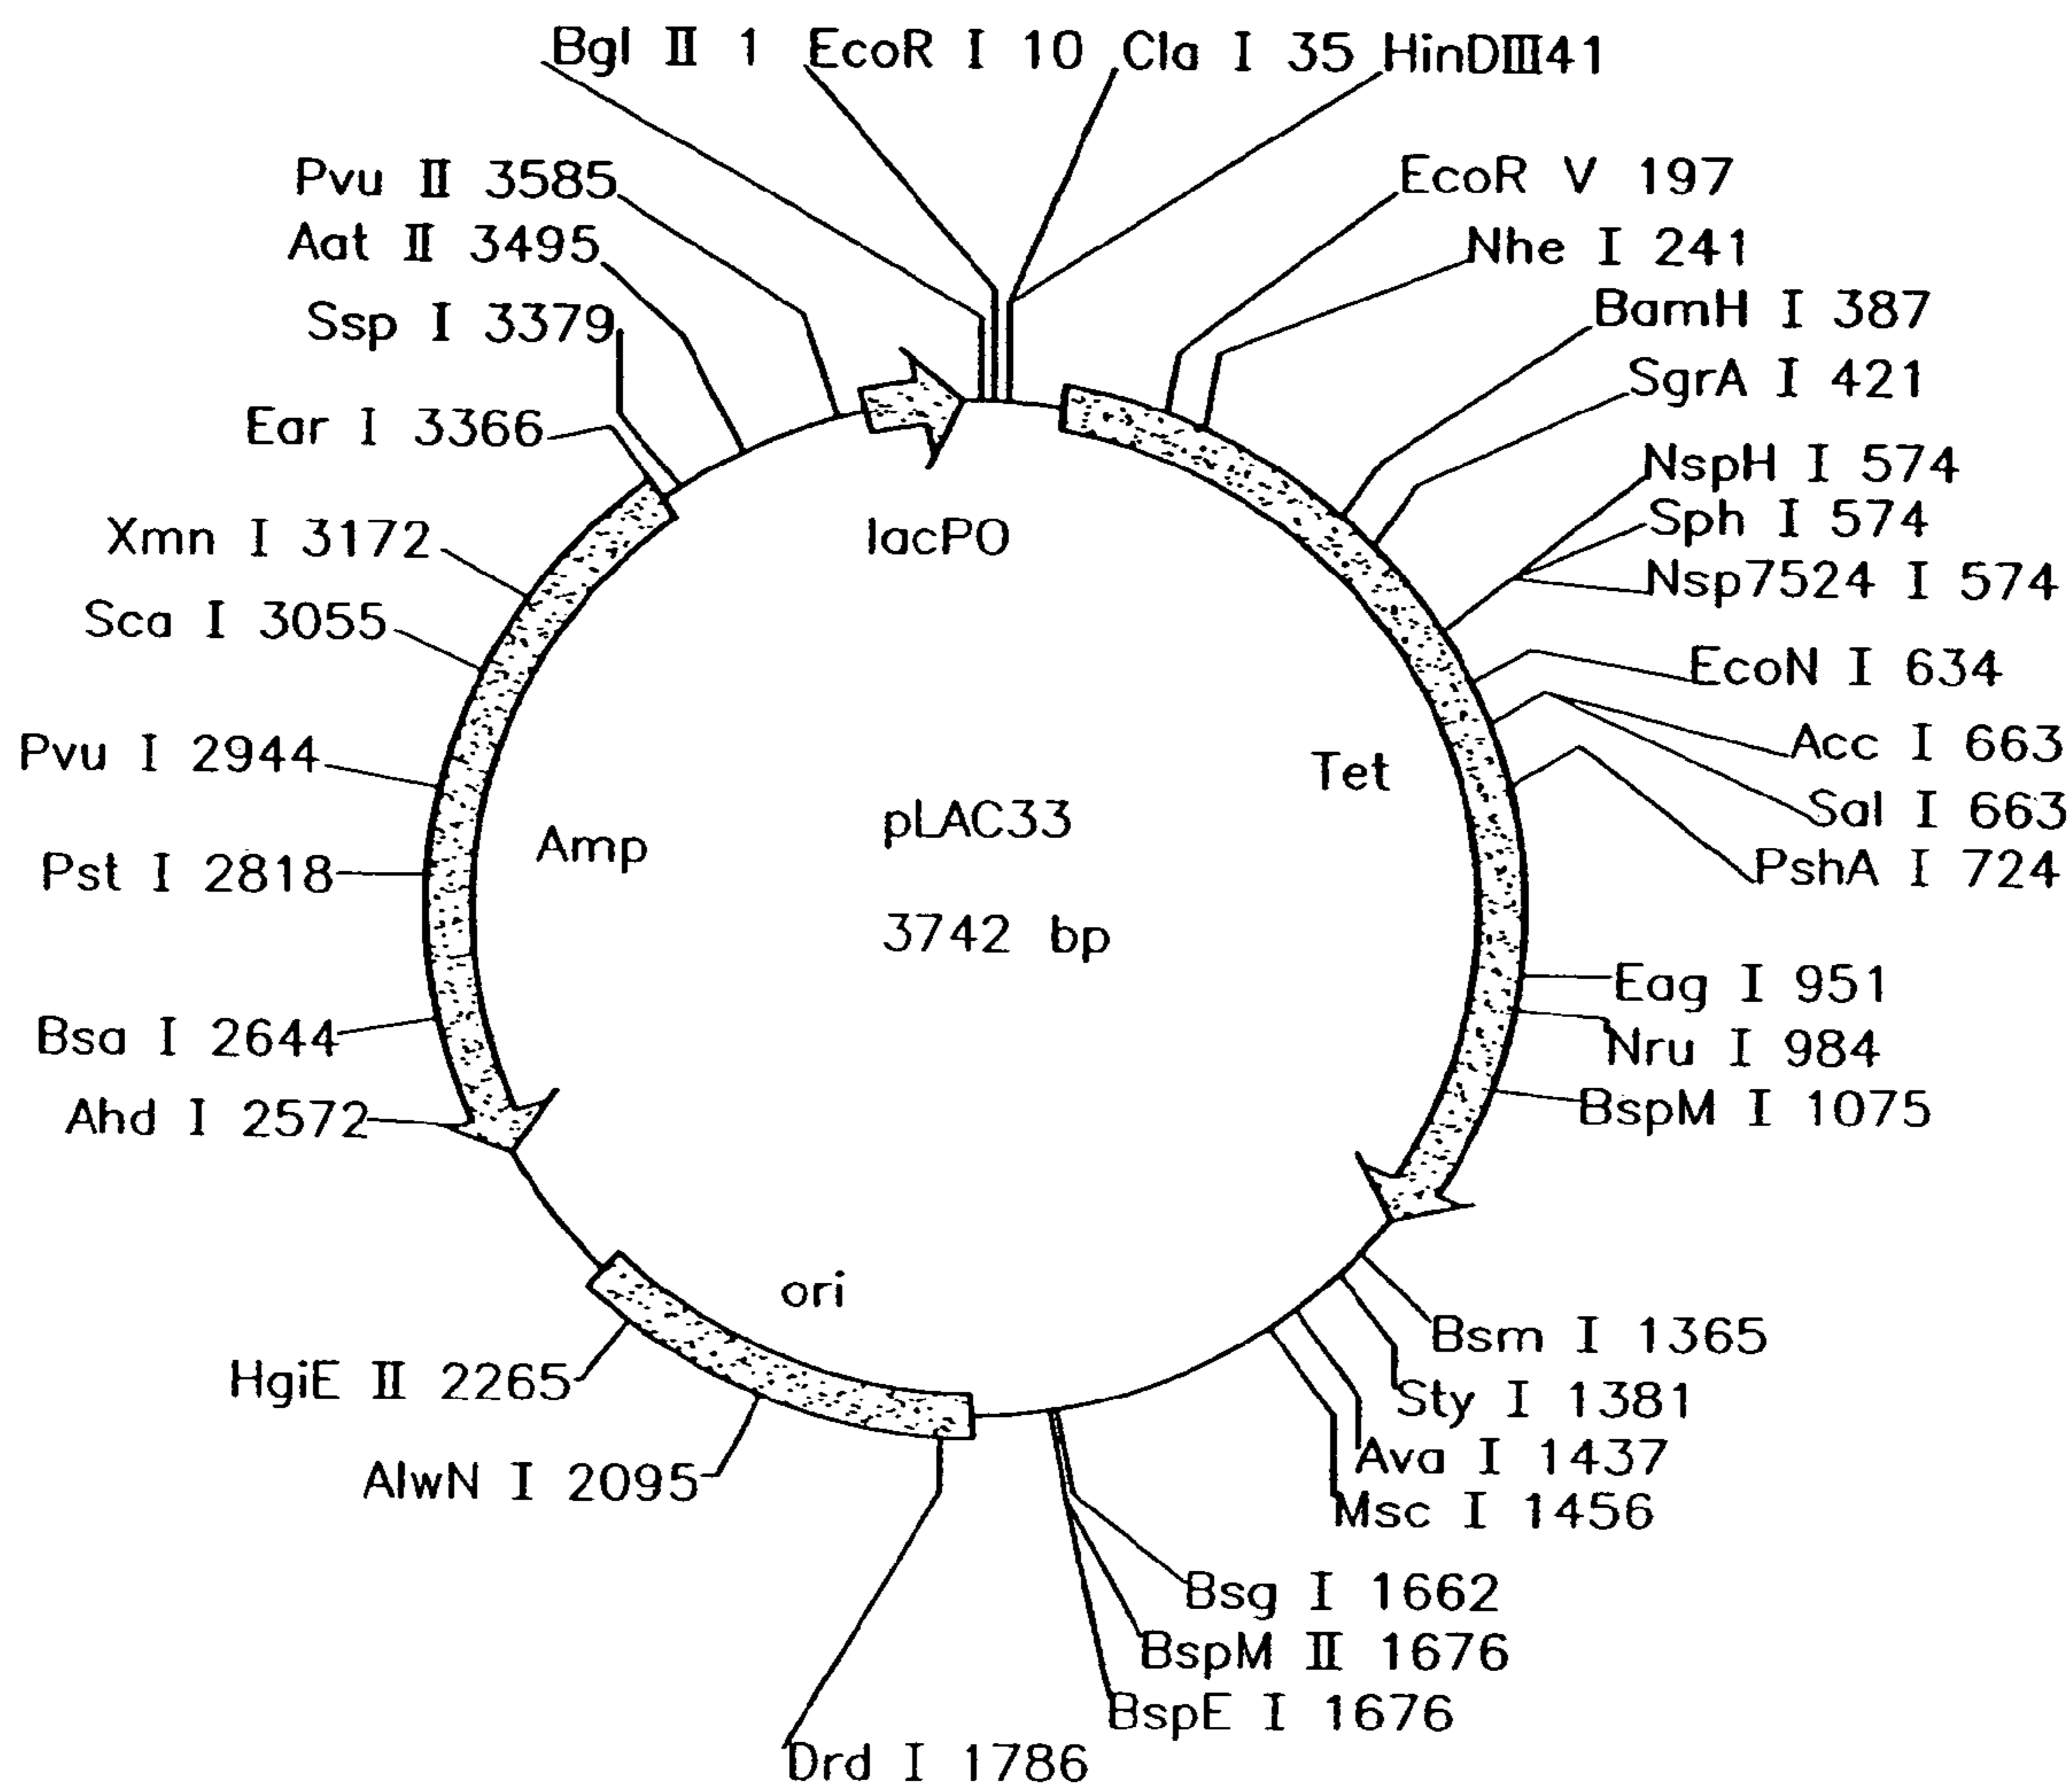 Bgl II 1
EcoR I 10
Cla I 35
HinDIII41
EcoR V 197
Nhe I 241
BamH I 387
SgrA I 421
NspH I 574
Sph I 574
Nsp7524 I 574
EcoN I 634
Acc I 663
Sal I 663
PshA I 724
Eag I 951
Nru I 984
BspM I 1075
Bsm I 1365
Sty I 1381
Ava I 1437
Msc I 1456
Bsg I 1662
BspM II 1676
BspE I 1676
Drd I 1786
AlwN I 2095
HgiE II 2265
Ahd I 2572
Bsa I 2644
Pst I 2818
Pvu I 2944
Sca I 3055
Xmn I 3172
Ear I 3366
Ssp I 3379
Aat II 3495
Pvu II 3585
lacPO
Tet
Amp
pLAC33
3742 bp
ori